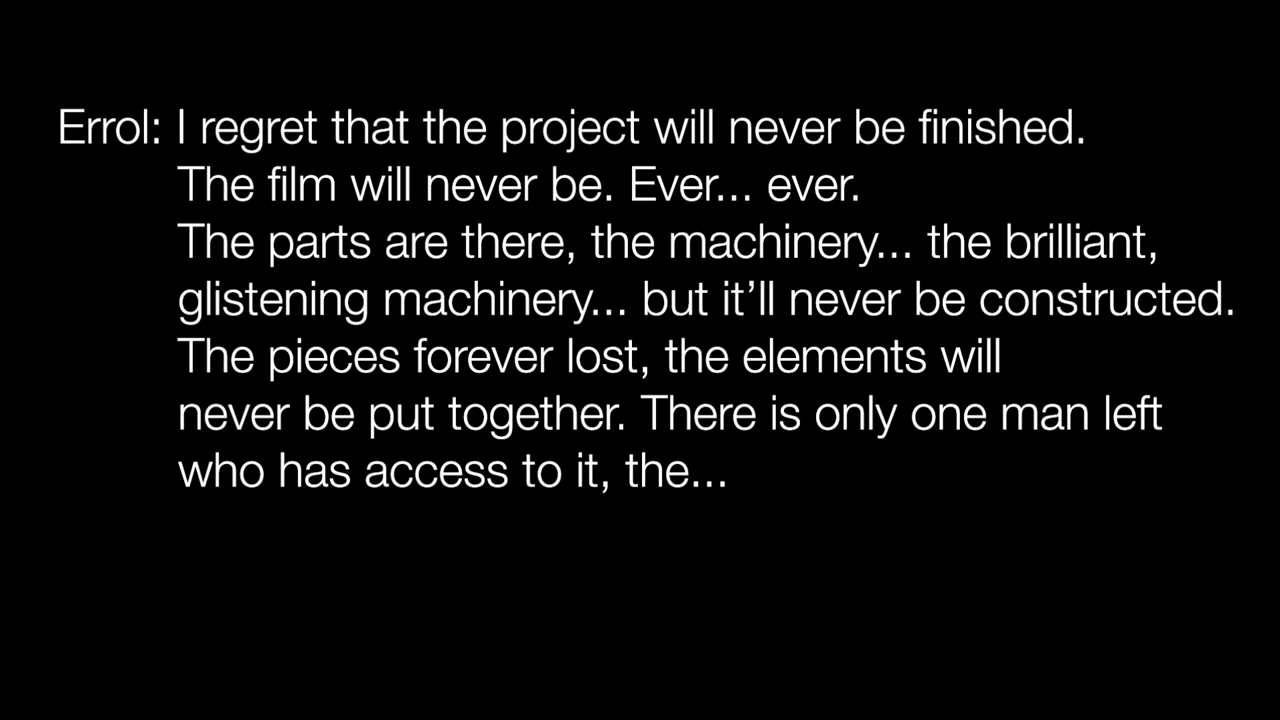 Errol: I regret that the project will never be finished.
The film will never be. Ever... ever.
The parts are there, the machinery... the brilliant,
glistening machinery... but it’ll never be constructed.
The pieces forever lost, the elements will
never be put together. There is only one man left
who has access to it, the...